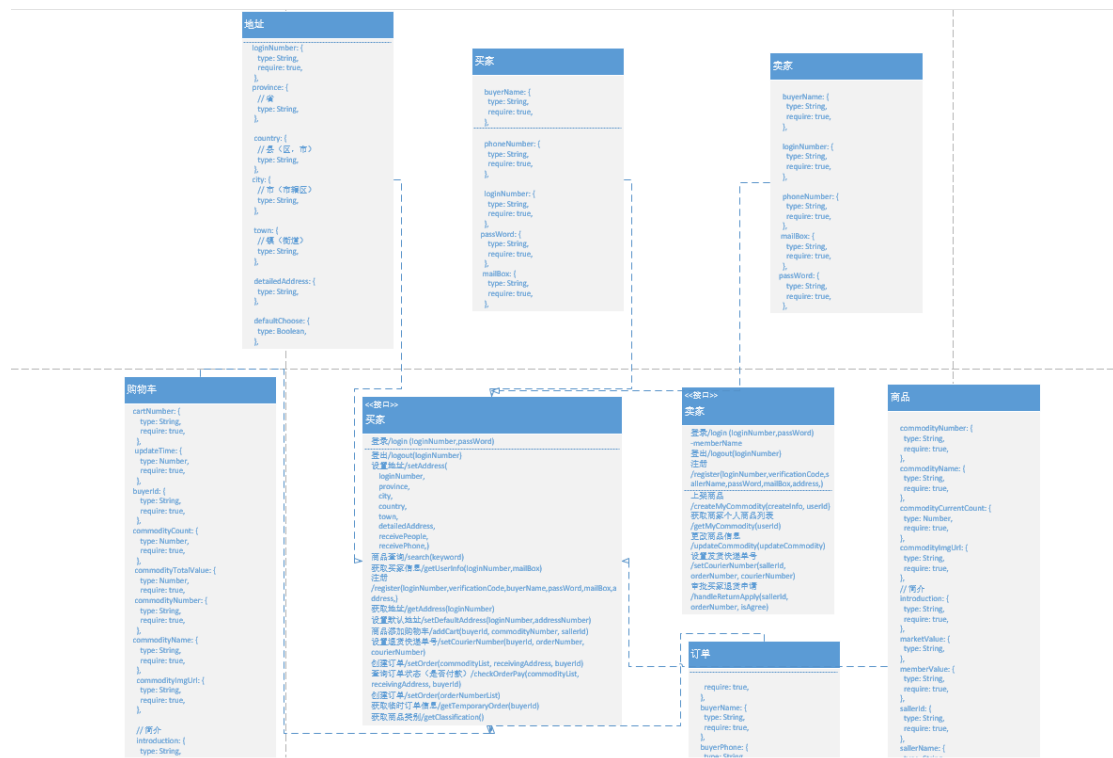 地址
loginNumber: {
type: String,
require: true,
},
province: {
// 省
type: String,
},
country: {
// 县（区，市）
type: String,
},
city: {
// 市（市辖区）
type: String,
},
town: {
// 镇（街道）
type: String,
},
detailedAddress: {
type: String,
},
defaultChoose: {
type: Boolean,
},
买家
buyerName: {
type: String,
require: true,
},
phoneNumber: {
type: String,
require: true,
},
loginNumber: {
type: String,
require: true,
},
passWord: {
type: String,
require: true,
},
mailBox: {
type: String,
require: true,
},
卖家
buyerName: {
type: String,
require: true,
},
loginNumber: {
type: String,
require: true,
},
phoneNumber: {
type: String,
require: true,
},
mailBox: {
type: String,
require: true,
},
passWord: {
type: String,
require: true,
},
购物车
cartNumber: {
type: String,
require: true,
},
updateTime: {
type: Number,
require: true,
},
buyerId: {
type: String,
require: true,
},
commodityCount: {
type: Number,
require: true,
},
commodityTotalValue: {
type: Number,
require: true,
},
commodityNumber: {
type: String,
require: true,
},
commodityName: {
type: String,
require: true,
},
commodityImgUrl: {
type: String,
require: true,
},
// 简介
introduction: {
type: String,
<<接口>>
买家
登录/login (loginNumber,passWord)
登出/logout(loginNumber)
设置地址/setAddress(
loginNumber,
province,
city,
country,
town,
detailedAddress,
receivePeople,
receivePhone,)
商品查询/search(keyword)
获取买家信息/getUserInfo(loginNumber,mailBox)
注册
/register(loginNumber,verificationCode,buyerName,passWord,mailBox,a
ddress,)
获取地址/getAddress(loginNumber)
设置默认地址/setDefaultAddress(loginNumber,addressNumber)
商品添加购物车/addCart(buyerId, commodityNumber, sallerId)
设置退货快递单号/setCourierNumber(buyerId, orderNumber,
courierNumber)
创建订单/setOrder(commodityList, receivingAddress, buyerId)
查询订单状态（是否付款）/checkOrderPay(commodityList,
receivingAddress, buyerId)
创建订单/setOrder(orderNumberList)
获取临时订单信息/getTemporaryOrder(buyerId)
获取商品类别/getClassification()
<<接口>>
卖家
登录/login (loginNumber,passWord)
-memberName
登出/logout(loginNumber)
注册
/register(loginNumber,verificationCode,s
allerName,passWord,mailBox,address,)
上架商品
/createMyCommodity(createInfo, userId)
获取商家个人商品列表
/getMyCommodity(userId)
更改商品信息
/updateCommodity(updateCommodity)
设置发货快递单号
/setCourierNumber(sallerId,
orderNumber, courierNumber)
审批买家退货申请
/handleReturnApply(sallerId,
orderNumber, isAgree)
订单
require: true,
},
buyerName: {
type: String,
require: true,
},
buyerPhone: {
type: String,
商品
commodityNumber: {
type: String,
require: true,
},
commodityName: {
type: String,
require: true,
},
commodityCurrentCount: {
type: Number,
require: true,
},
commodityImgUrl: {
type: String,
require: true,
},
// 简介
introduction: {
type: String,
require: true,
},
marketValue: {
type: String,
},
memberValue: {
type: String,
require: true,
},
sallerId: {
type: String,
require: true,
},
sallerName: {
type: String,